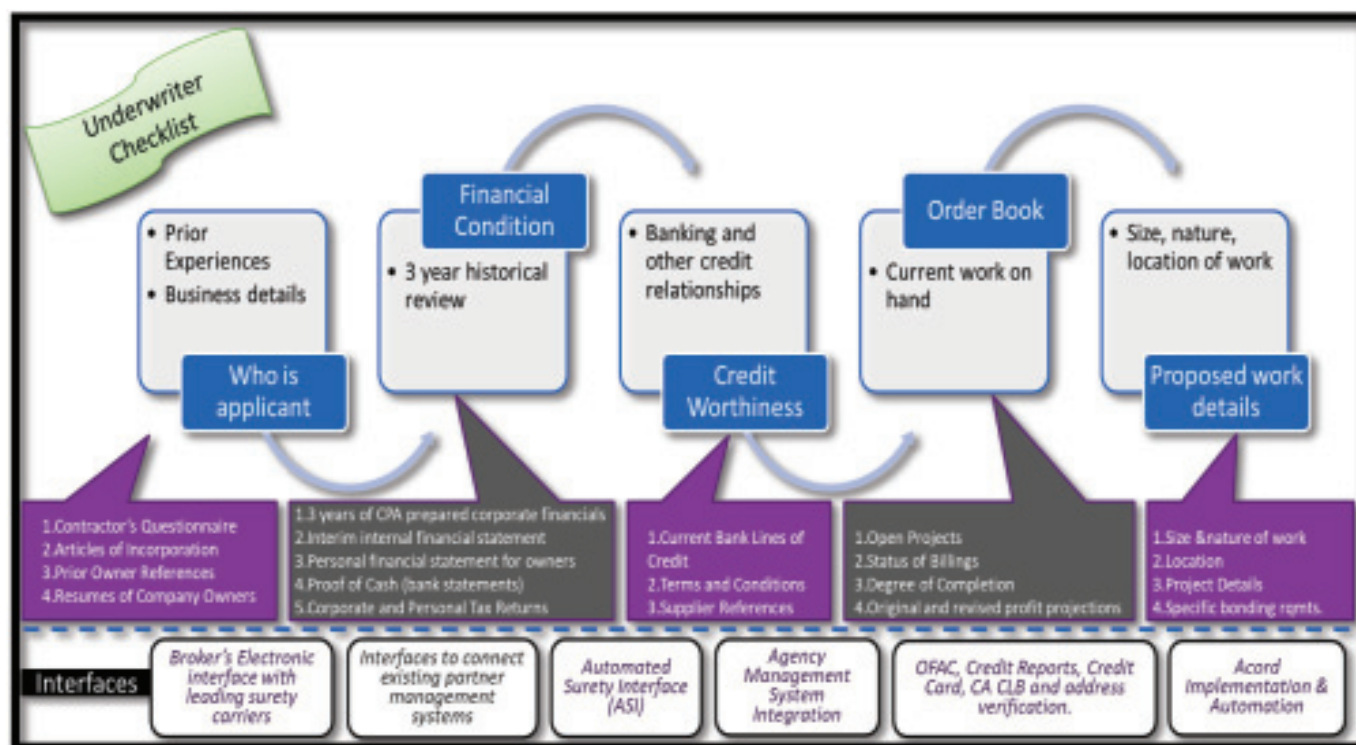 Underwriter
Checklist
• Prior
Experiences
• Business details
Who is
applicant
Financial
Condition
• 3 year historical
review
• Banking and
other credit
relationships
Credit
Worthiness
Order Book
• Current work on
hand
• Size, nature,
location of work
Proposed work
details
1.Contractor's Questionnaire
2.Articles of Incorporation
3.Prior Owner References
4.Resumes of Company Owners
1.3 years of CPA prepared corporate financials
2.Interim internal financial statement
3.Personal financial statement for owners
4.Proof of Cash (bank statements)
5.Corporate and Personal Tax Returns
1.Current Bank Lines of
Credit
2.Terms and Conditions
3.Supplier References
1.Open Projects
2.Status of Billings
3.Degree of Completion
4.Original and revised profit projections
1.Size &nature of work
2.Location
3.Project Details
4.Specific bonding rqmts.
Interfaces
Broker's Electronic
interface with
leading surety
carriers
Interfaces to connect
existing partner
management
systems
Automated
Surety Interface
(ASI)
Agency
Management
System
Integration
OFAC, Credit Reports, Credit
Card, CA CLB and address
verification.
Acord
Implementation &
Automation